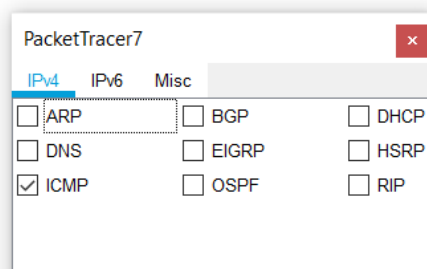 PacketTracer7
IPv4 IPv6 Misc
ARP BGP DHCP
DNS EIGRP HSRP
ICMP OSPF RIP